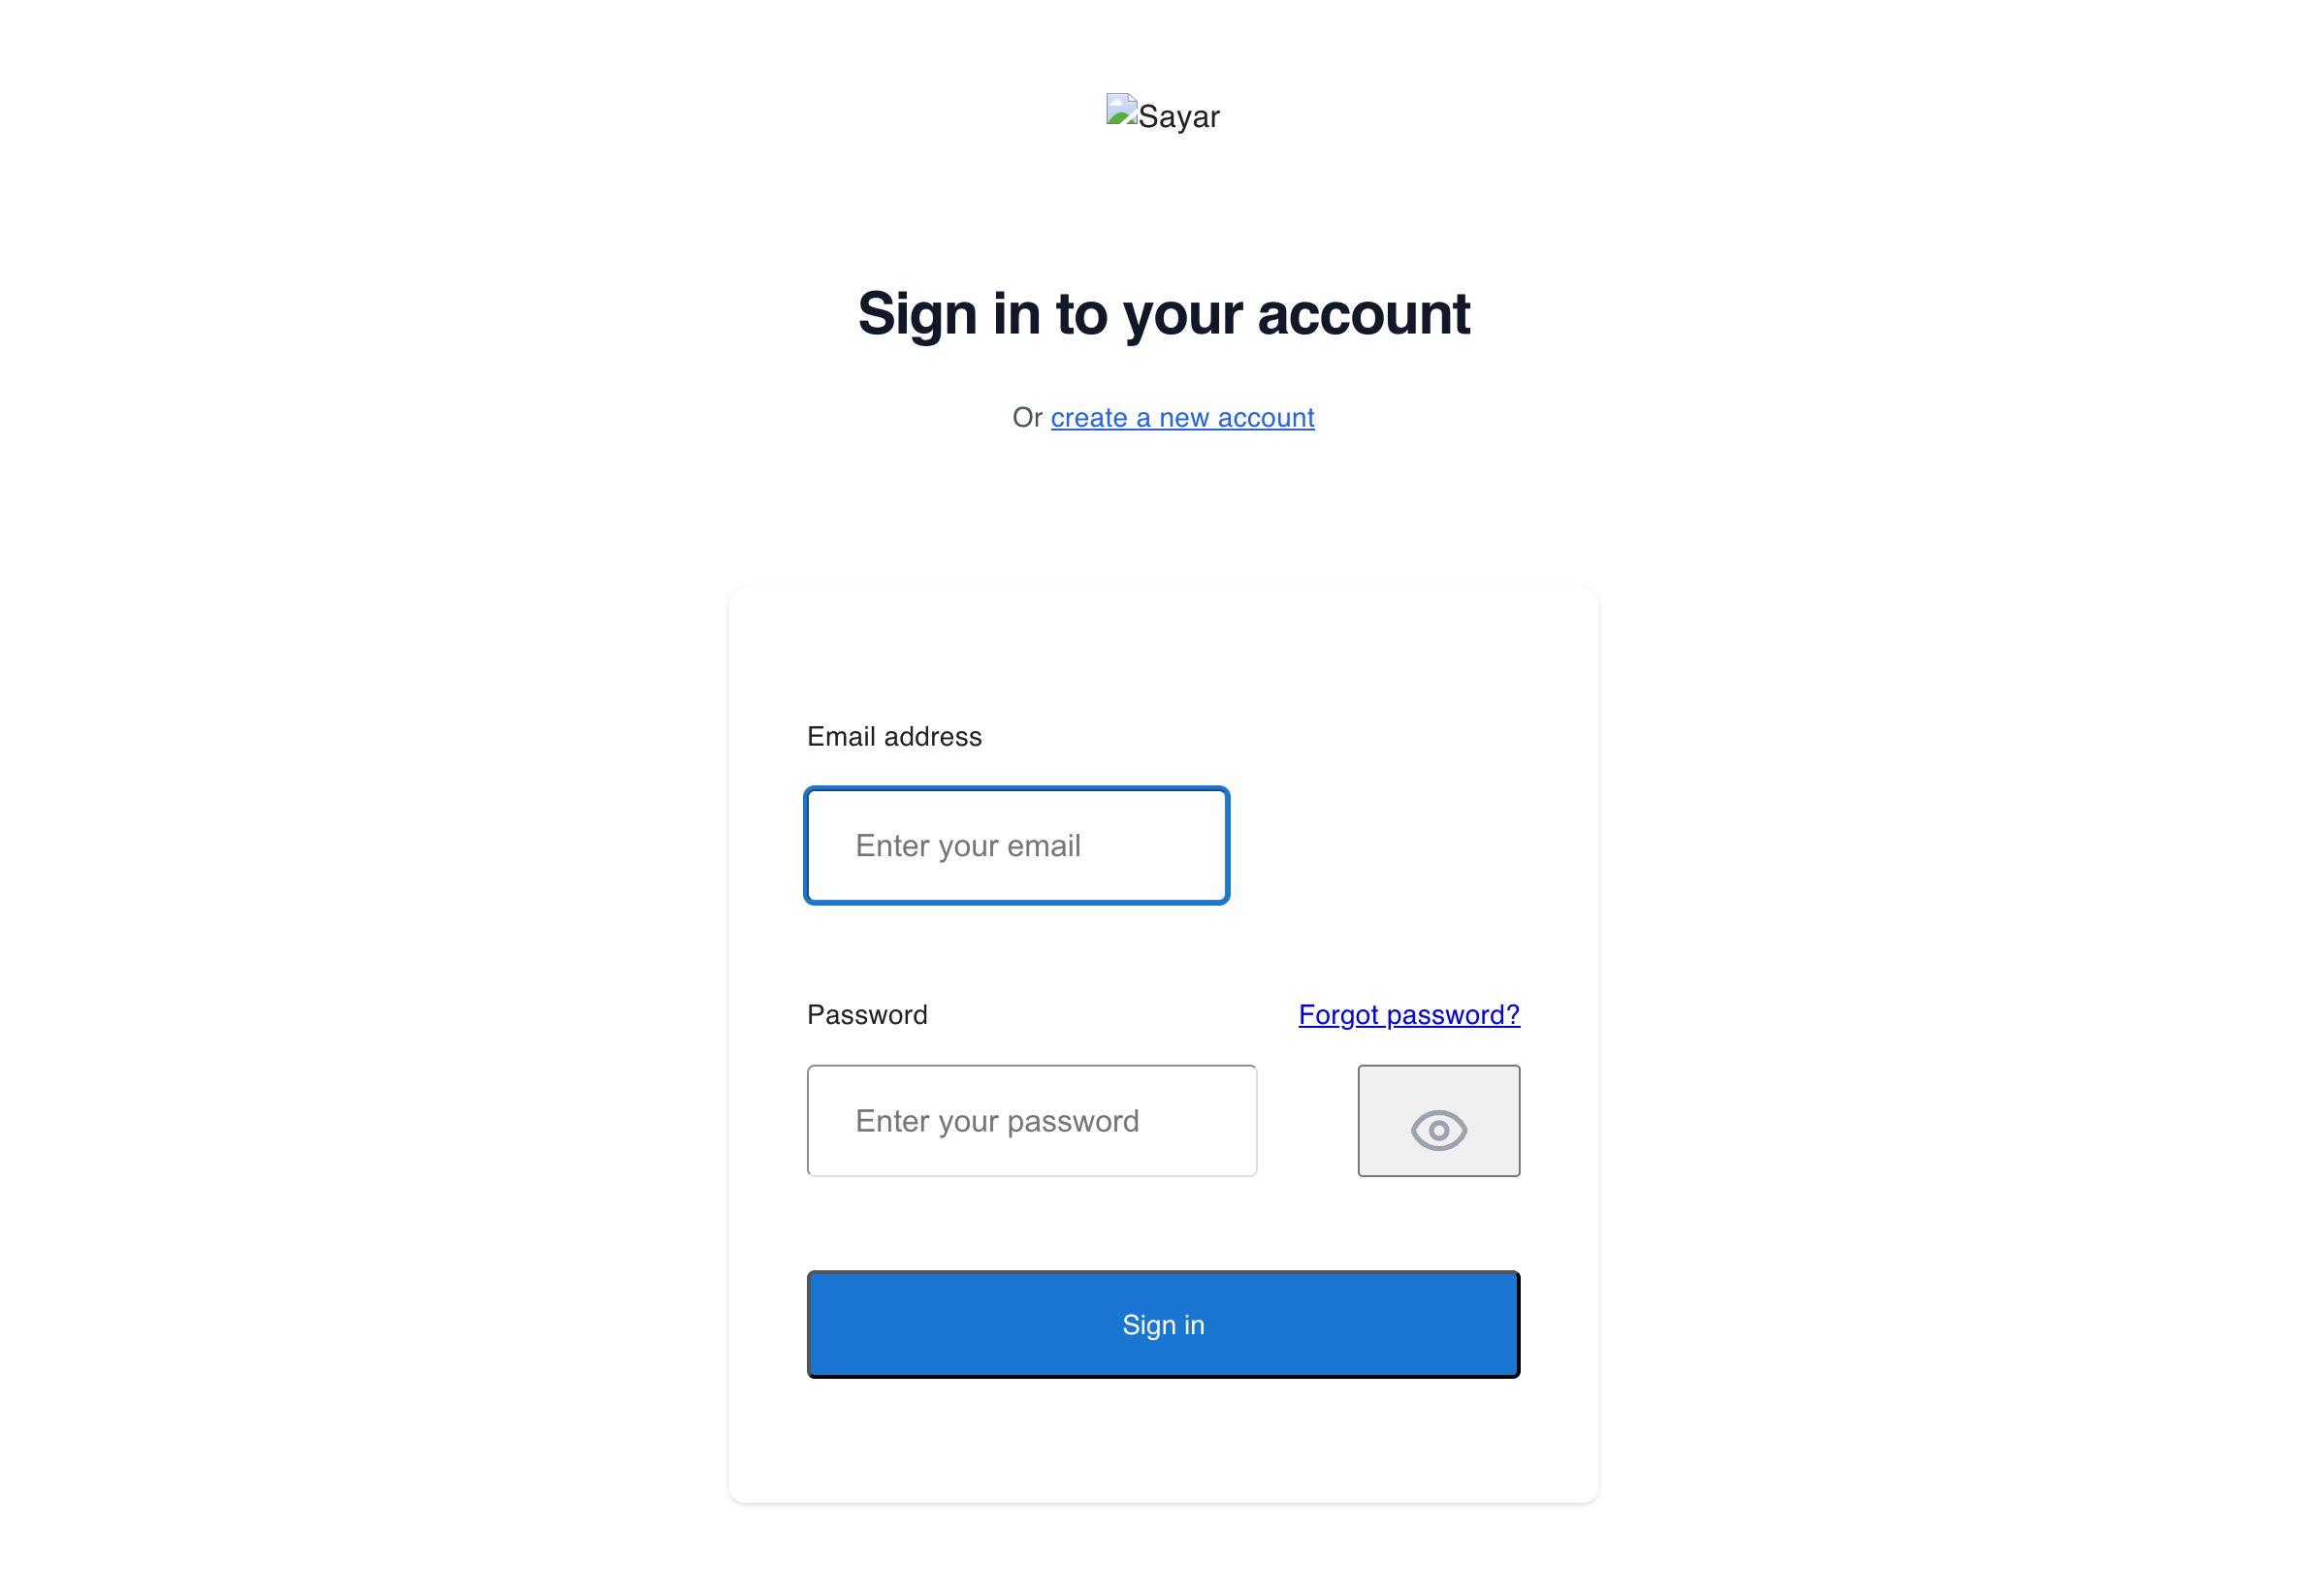 Sayar
Sign in to your account
Or create a new account
Email address
Enter your email
Password Forgot password?
Enter your password
Sign in